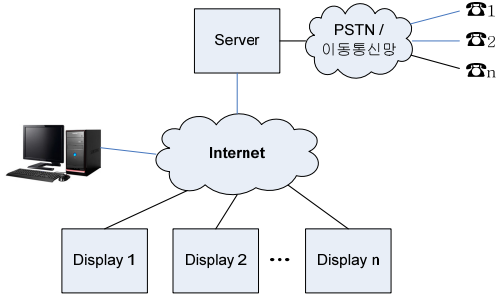 Server
PSTN /
이동통신망
☎1
☎2
☎n
Internet
Display 1
Display 2
...
Display n